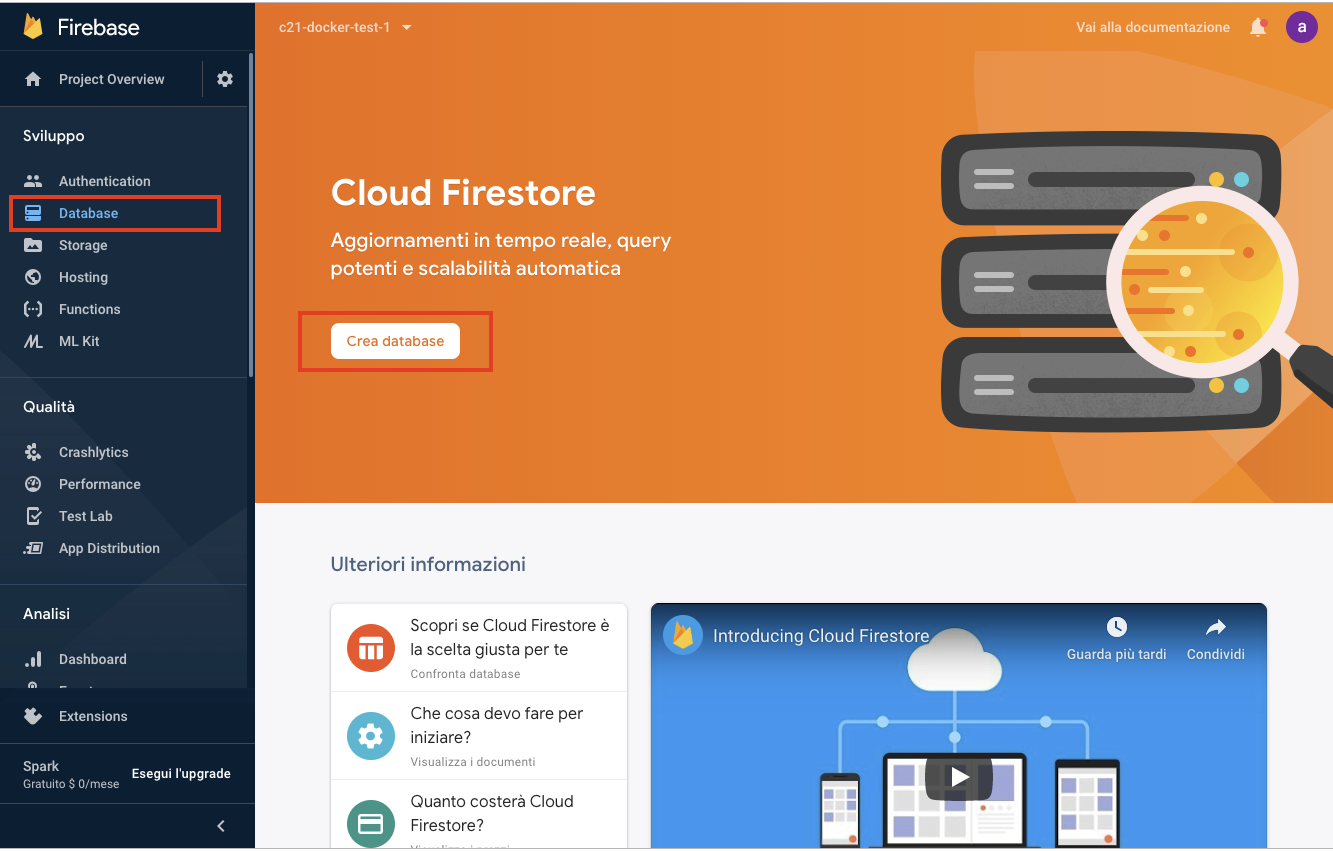 Firebase
c21-docker-test-1
Vai alla documentazione
a
Project Overview
Sviluppo
Authentication
Database
Storage
Hosting
Functions
ML Kit
Qualità
Crashlytics
Performance
Test Lab
App Distribution
Analisi
Dashboard
Extensions
Spark
Gratuito $ 0/mese
Esegui l'upgrade
Cloud Firestore
Aggiornamenti in tempo reale, query
potenti e scalabilità automatica
Crea database
Ulteriori informazioni
Scopri se Cloud Firestore è
la scelta giusta per te
Confronta database
Che cosa devo fare per
iniziare?
Visualizza i documenti
Quanto costerà Cloud
Firestore?
Introducing Cloud Firestore
Guarda più tardi
Condividi